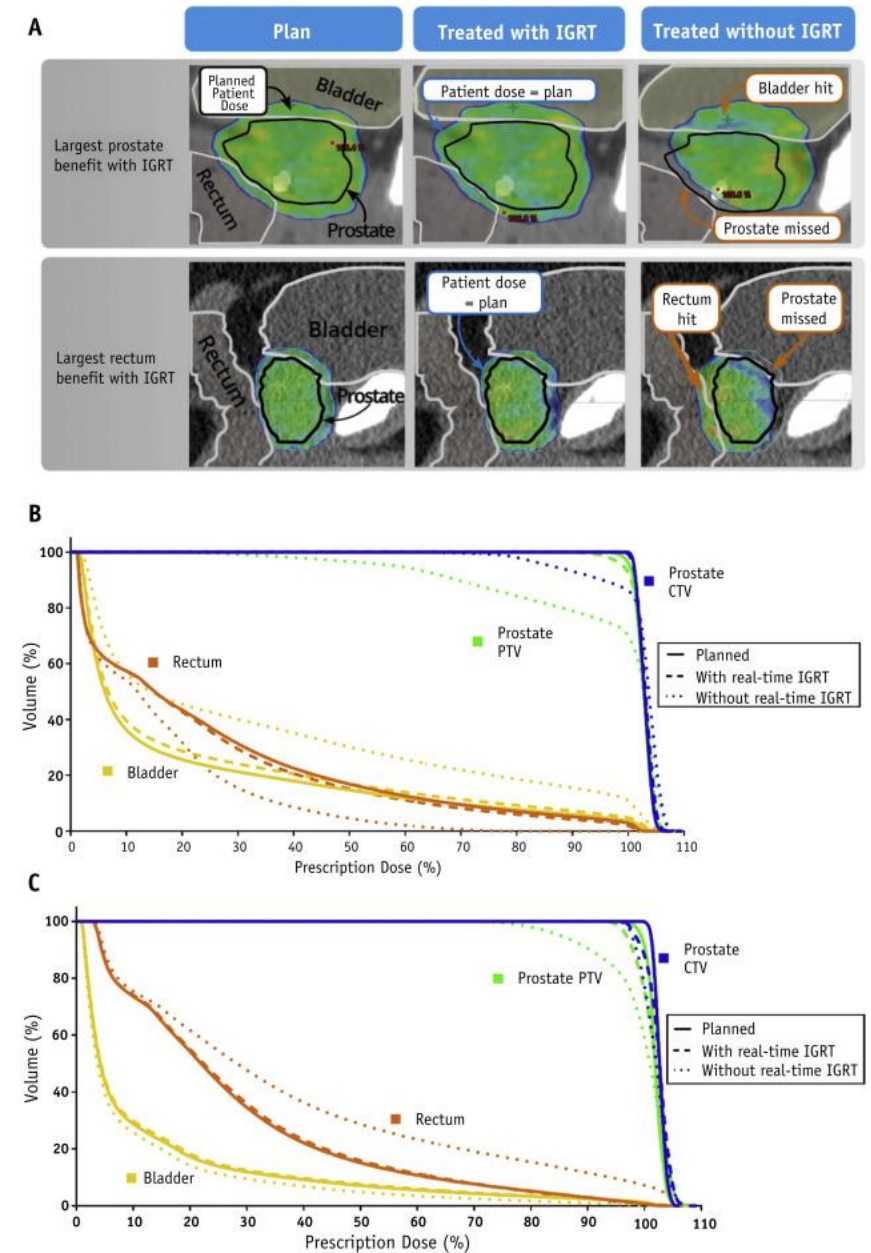 A
Plan
Treated with IGRT
Treated without IGRT
Largest prostate
benefit with IGRT
Planned
Patient
Dose
Bladder
Rectum
Prostate
Patient dose = plan
Bladder hit
Prostate missed
Largest rectum
benefit with IGRT
Rectum
Bladder
Prostate
Patient dose
= plan
Rectum
hit
Prostate
missed
B
Volume (%)
100
80
60
40
20
0
0 10 20 30 40 50 60 70 80 90 100 110
Prescription Dose (%)
Rectum
Bladder
Prostate
PTV
Prostate
CTV
Planned
With real-time IGRT
Without real-time IGRT
C
Volume (%)
100
80
60
40
20
0
0 10 20 30 40 50 60 70 80 90 100 110
Prescription Dose (%)
Prostate PTV
Prostate
CTV
Rectum
Bladder
Planned
With real-time IGRT
Without real-time IGRT